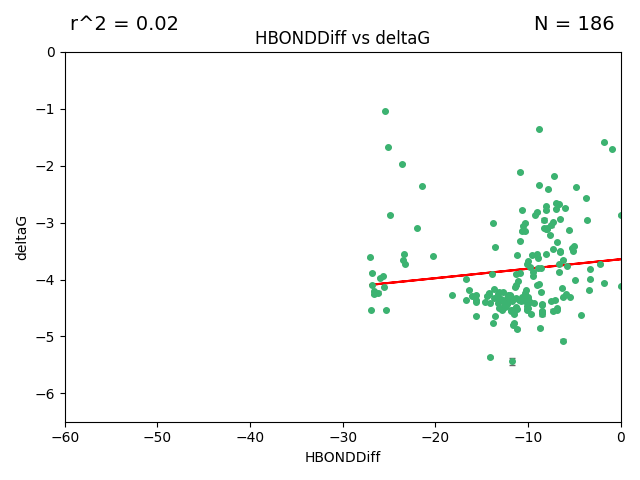 r^2 = 0.02
N = 186
HBONDDiff vs deltaG
0
−1
−2
−3
−4
−5
−6
deltaG
−60 −50 −40 −30 −20 −10 0
HBONDDiff